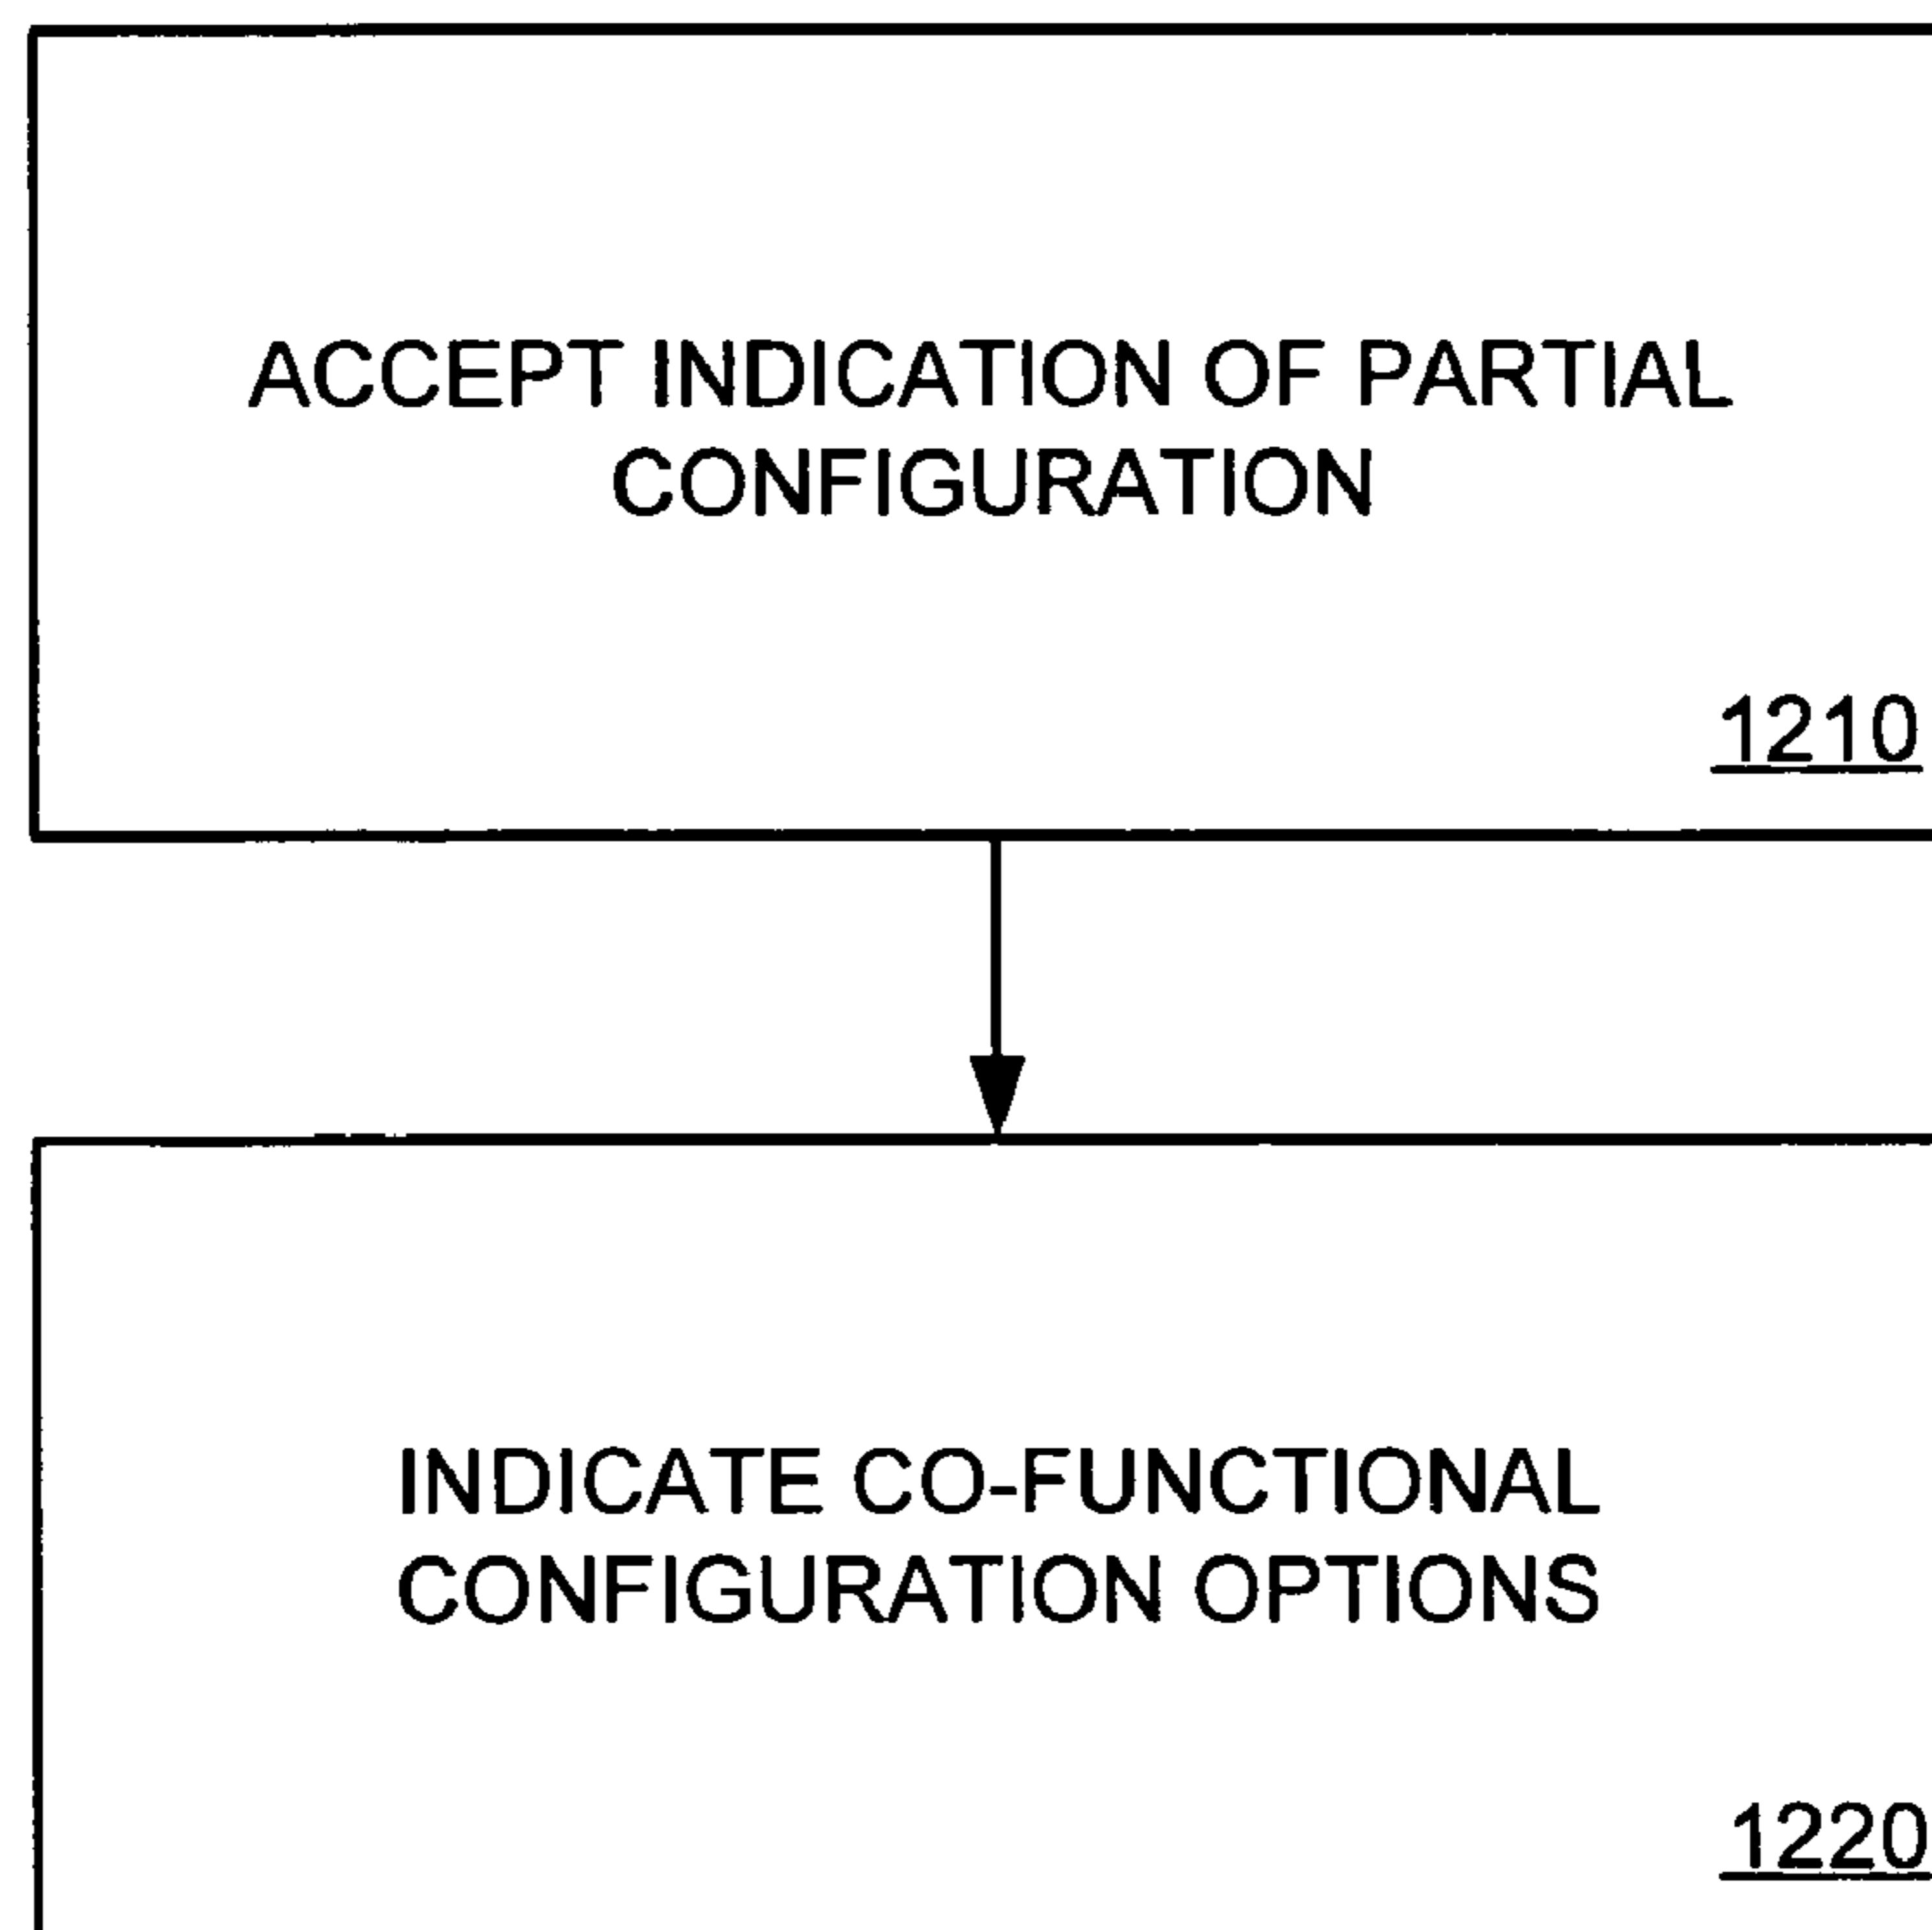 ACCEPT INDICATION OF PARTIAL
CONFIGURATION
1210
INDICATE CO-FUNCTIONAL
CONFIGURATION OPTIONS
1220